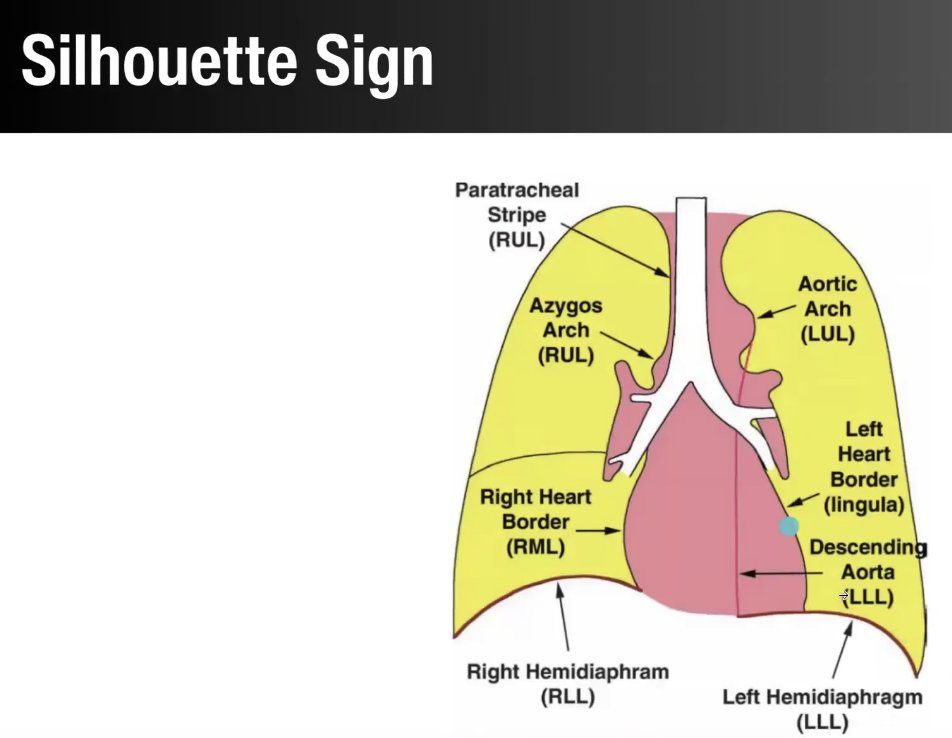 Silhouette Sign
Paratracheal
Stripe
(RUL)
Azygos
Arch
(RUL)
Aortic
Arch
(LUL)
Left
Heart
Border
(lingula)
Right Heart
Border
(RML)
Descending
Aorta
(LLL)
Right Hemidiaphram
(RLL)
Left Hemidiaphragm
(LLL)